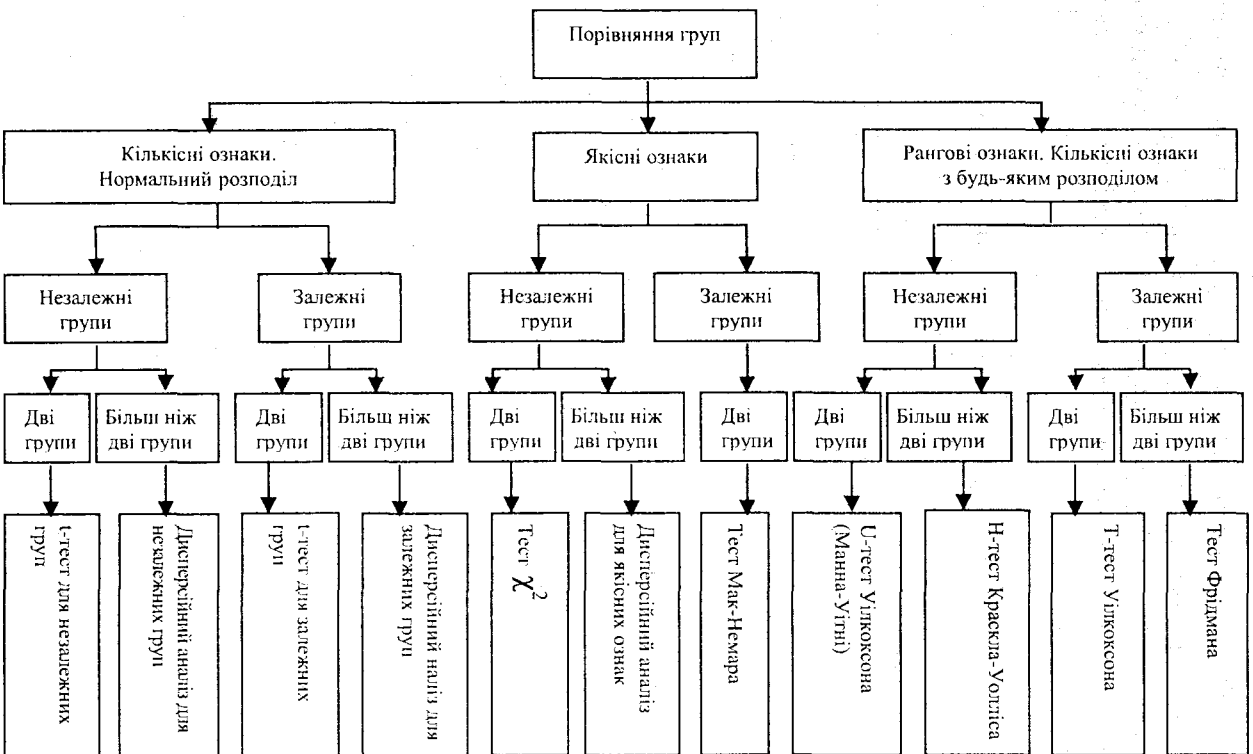 Порівняння груп
Кількісні ознаки.
Нормальний розподіл
Якісні ознаки
Рангові ознаки. Кількісні ознаки
з будь-яким розподілом
Незалежні
групи
Залежні
групи
Незалежні
групи
Залежні
групи
Незалежні
групи
Залежні
групи
Дві
групи
Більш ніж
дві групи
Дві
групи
Більш ніж
дві групи
Дві
групи
Більш ніж
дві групи
Дві
групи
Дві
групи
Більш ніж
дві групи
Дві
групи
Більш ніж
дві групи
t-тест для незалежних
груп
Дисперсійний аналіз для
незалежних груп
t-тест для залежних
груп
Дисперсійний наліз для
залежних груп
Тест χ²
Дисперсійний аналіз
для якісних ознак
Тест Мак-Немара
U-тест Уілкоксона
(Манна-Уітні)
Н-тест Краскла-Уолліса
Т-тест Уілкоксона
Тест Фрідмана